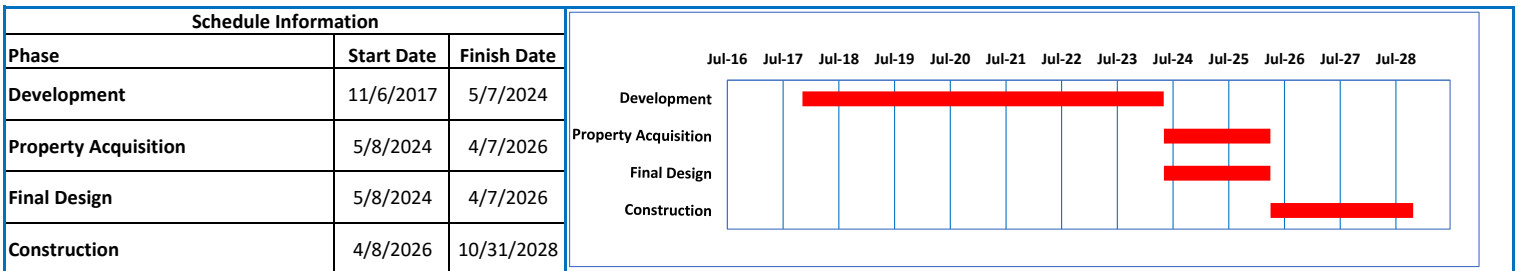 Schedule Information
Phase Start Date Finish Date
Development 11/6/2017 5/7/2024
Property Acquisition 5/8/2024 4/7/2026
Final Design 5/8/2024 4/7/2026
Construction 4/8/2026 10/31/2028
Jul-16 Jul-17 Jul-18 Jul-19 Jul-20 Jul-21 Jul-22 Jul-23 Jul-24 Jul-25 Jul-26 Jul-27 Jul-28
Development
Property Acquisition
Final Design
Construction